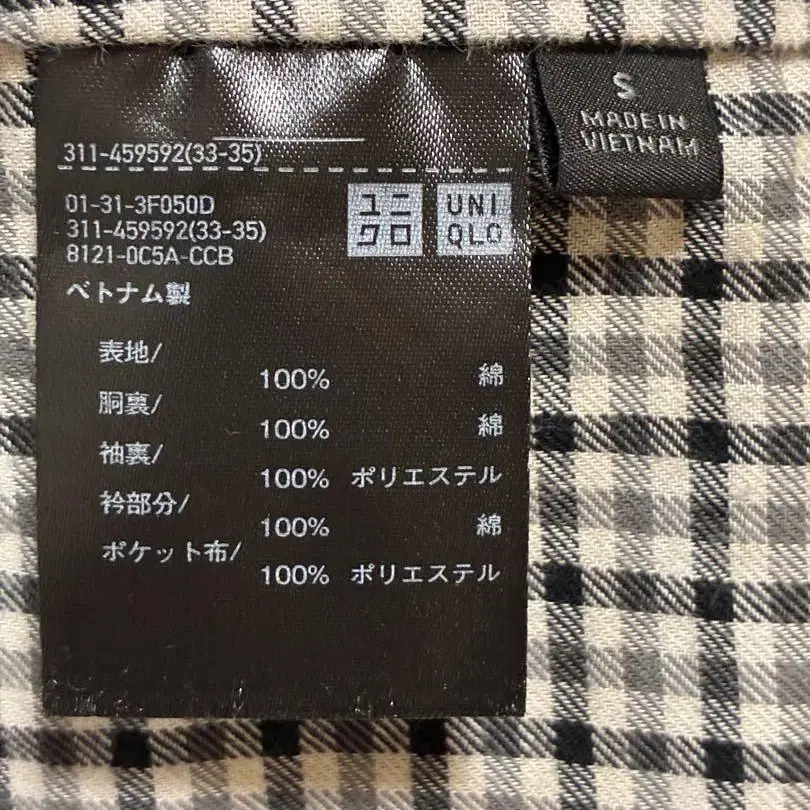 311-459592(33-35)
01-31-3F050D
311-459592(33-35)
8121-0C5A-CCB
ベトナム製
ユニ
クロ
UNI
QLO
表地/
100% 綿
胴裏/
100% 綿
袖裏/
100% ポリエステル
衿部分/
100% 綿
ポケット布/
100% ポリエステル
S
MADE IN
VIETNAM